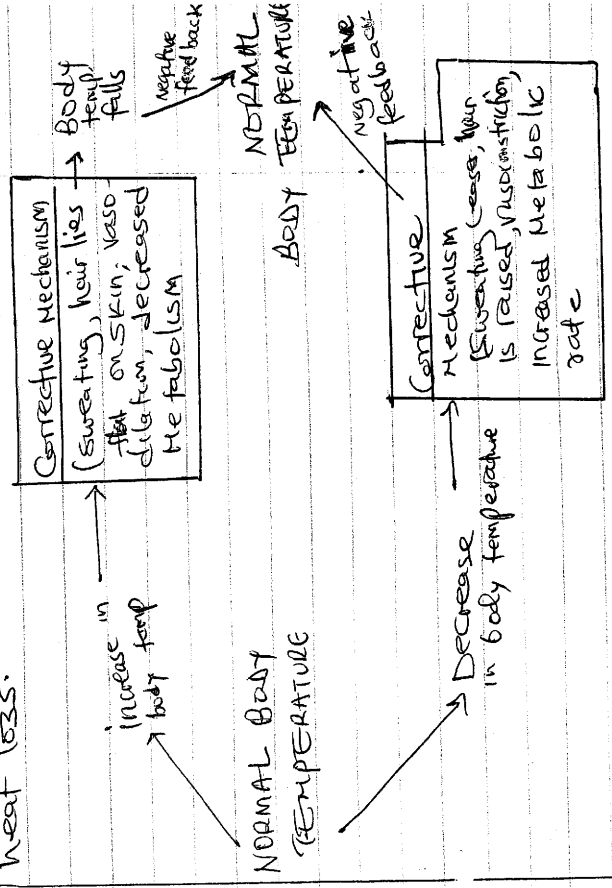 heat loss.
increase in
body temp
Corrective Mechanism
(sweating, hair lies
flat on skin, vaso-
dilation, decreased
Metabolism
Body
temp
falls
negative
feedback
NORMAL BODY
TEMPERATURE
BODY
NORMAL
TEMPERATURE
Decrease
in body temperature
Corrective
Mechanism
(Sweating ceases, hair
is raised, vasoconstriction,
increased Metabolic
rate
negative
feedback